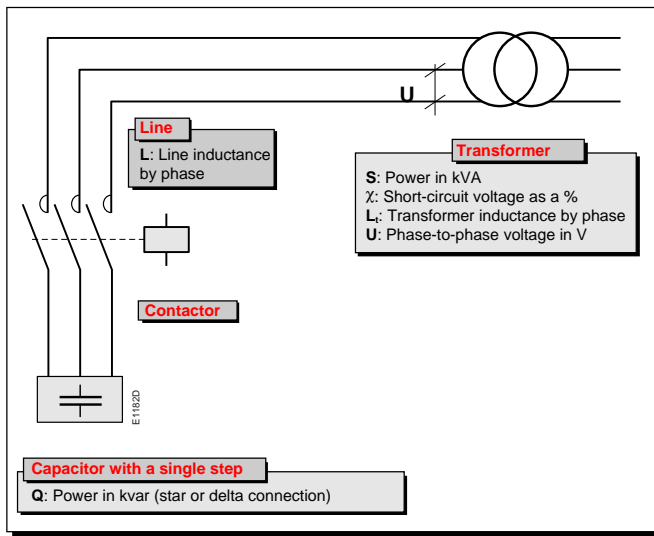 U
Line
L: Line inductance
by phase
Transformer
S: Power in kVA
χ: Short-circuit voltage as a %
Lt: Transformer inductance by phase
U: Phase-to-phase voltage in V
Contactor
E1182D
Capacitor with a single step
Q: Power in kvar (star or delta connection)